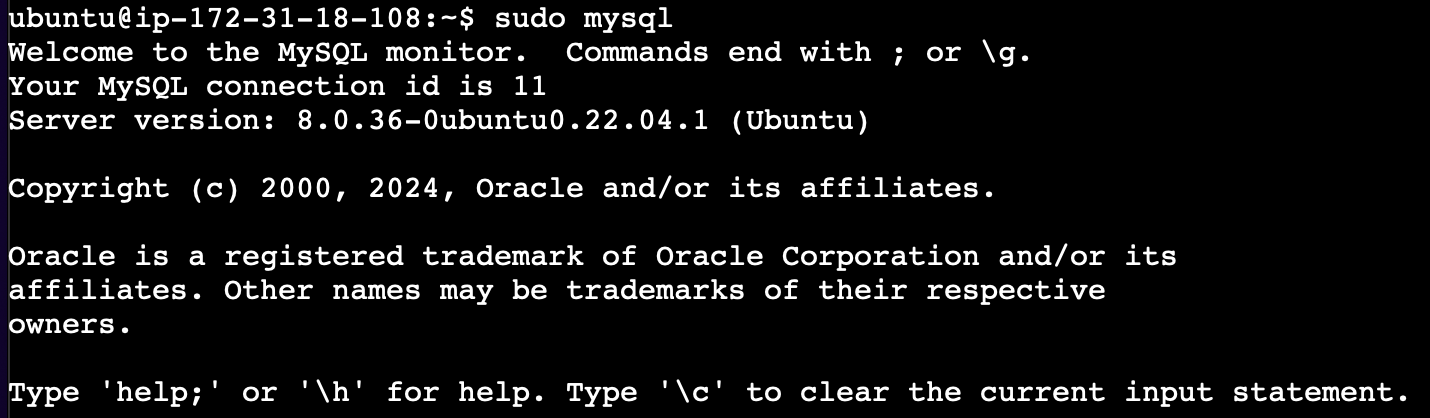 ubuntu@ip-172-31-18-108:~$ sudo mysql
Welcome to the MySQL monitor.  Commands end with ; or \g.
Your MySQL connection id is 11
Server version: 8.0.36-0ubuntu0.22.04.1 (Ubuntu)
Copyright (c) 2000, 2024, Oracle and/or its affiliates.
Oracle is a registered trademark of Oracle Corporation and/or its
affiliates. Other names may be trademarks of their respective
owners.
Type 'help;' or '\h' for help. Type '\c' to clear the current input statement.